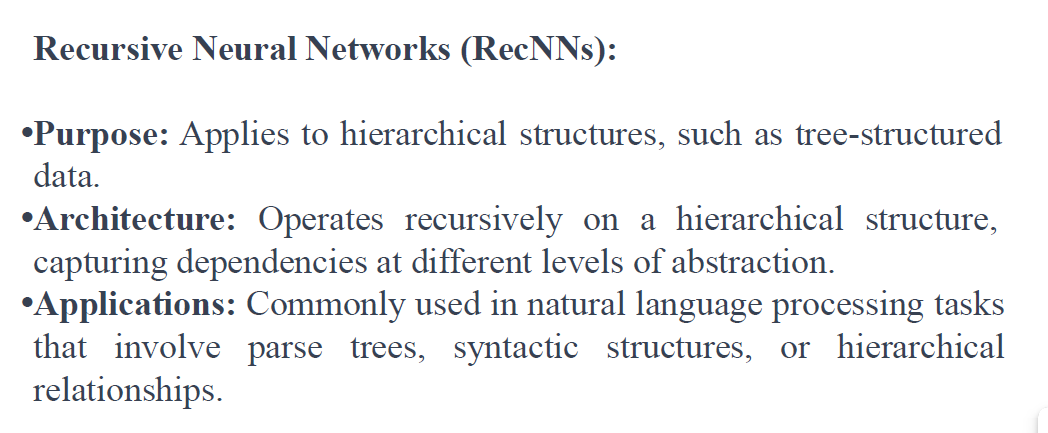 Recursive Neural Networks (RecNNs):
•Purpose: Applies to hierarchical structures, such as tree-structured
data.
•Architecture: Operates recursively on a hierarchical structure,
capturing dependencies at different levels of abstraction.
•Applications: Commonly used in natural language processing tasks
that involve parse trees, syntactic structures, or hierarchical
relationships.